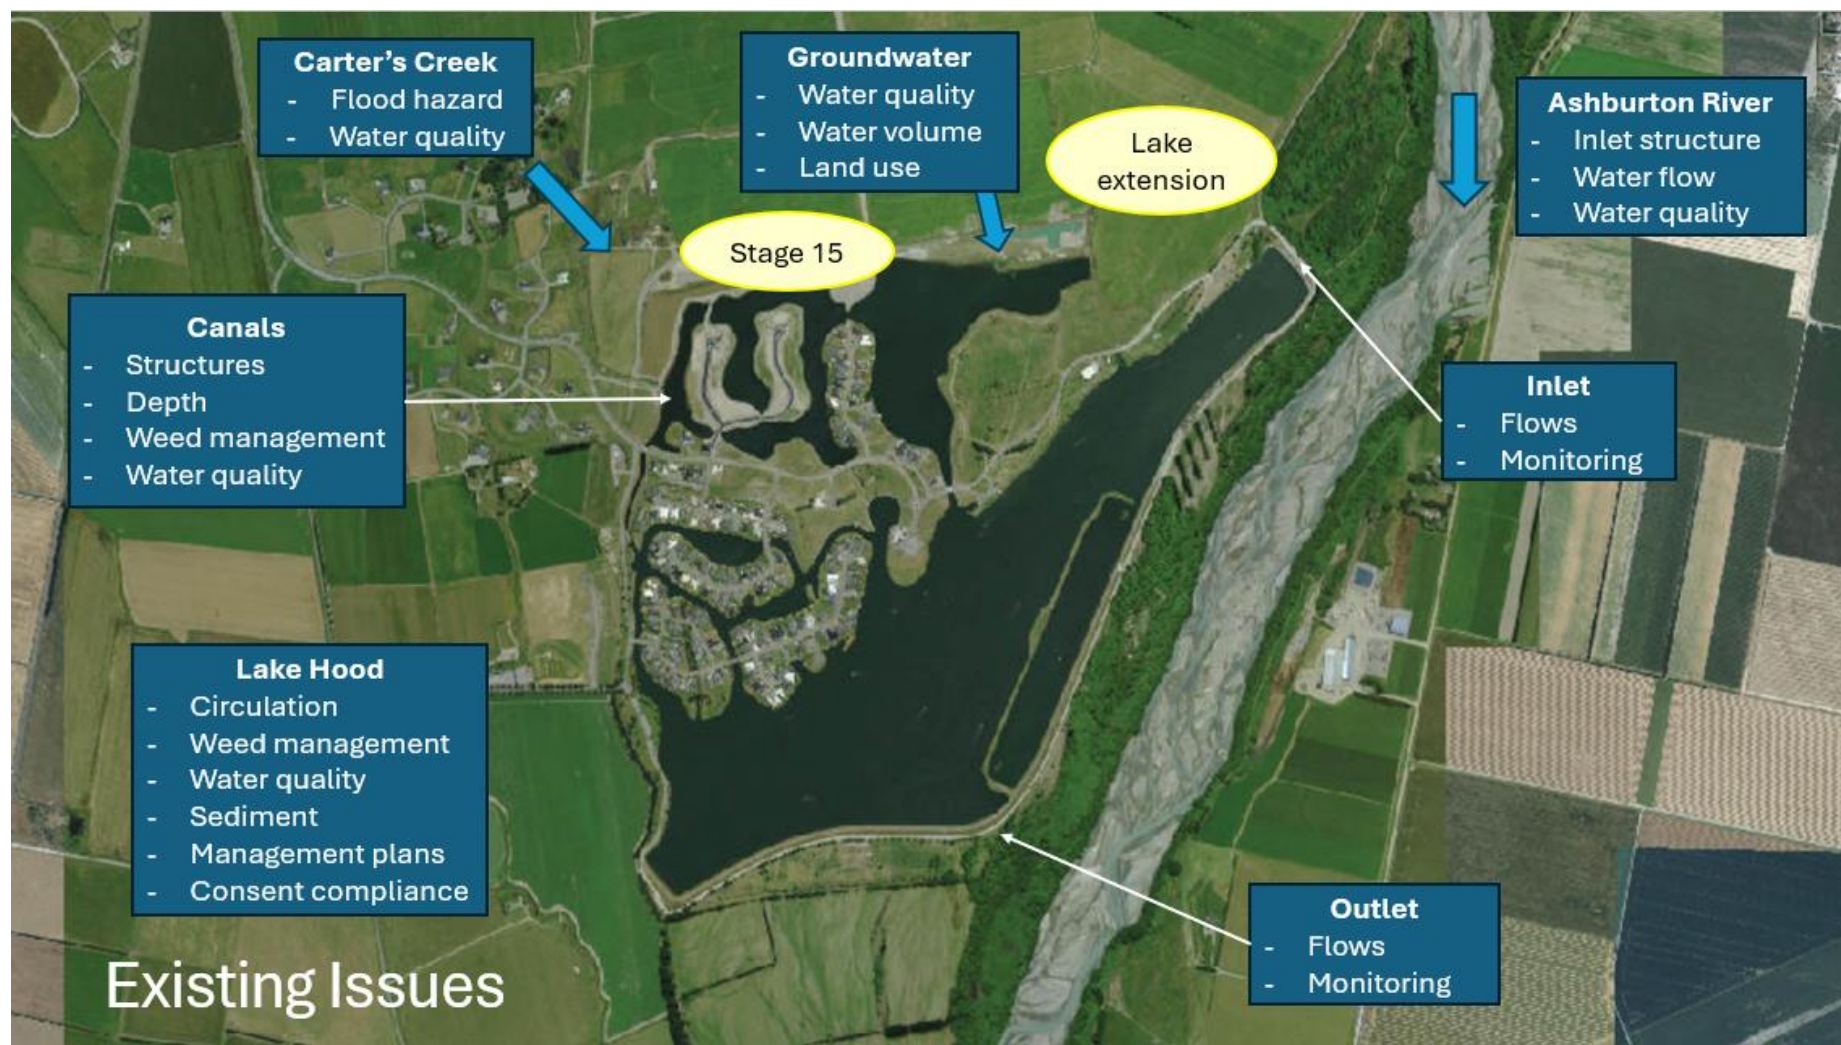 Carter's Creek
- Flood hazard
- Water quality
Groundwater
- Water quality
- Water volume
- Land use
Lake
extension
Ashburton River
- Inlet structure
- Water flow
- Water quality
Stage 15
Canals
- Structures
- Depth
- Weed management
- Water quality
Inlet
- Flows
- Monitoring
Lake Hood
- Circulation
- Weed management
- Water quality
- Sediment
- Management plans
- Consent compliance
Outlet
- Flows
- Monitoring
Existing Issues